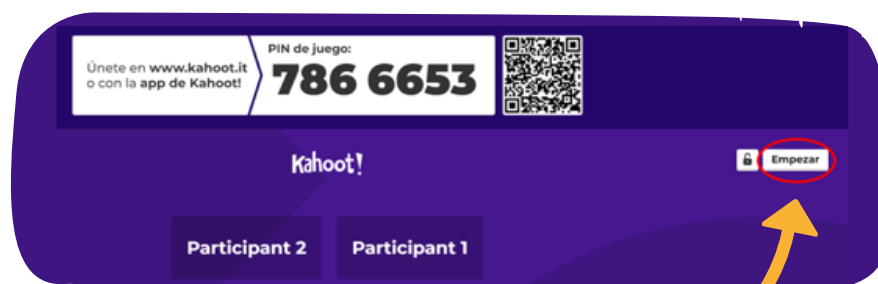 Únete en www.kahoot.it
o con la app de Kahoot!
PIN de juego:
786 6653
Kahoot!
Empezar
Participant 2
Participant 1